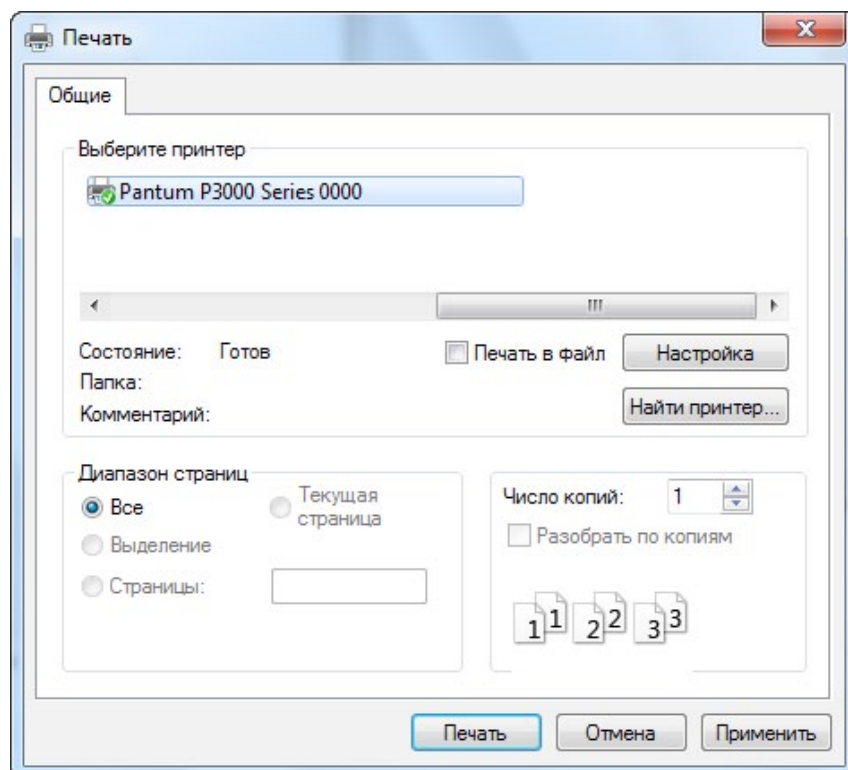 Печать
Общие
Выберите принтер
Pantum P3000 Series 0000
Состояние: Готов
Печать в файл
Настройка
Папка:
Комментарий:
Найти принтер...
Диапазон страниц
Все
Текущая
страница
Выделение
Страницы:
Число копий: 1
Разобрать по копиям
1 1 2 2 3 3
Печать
Отмена
Применить